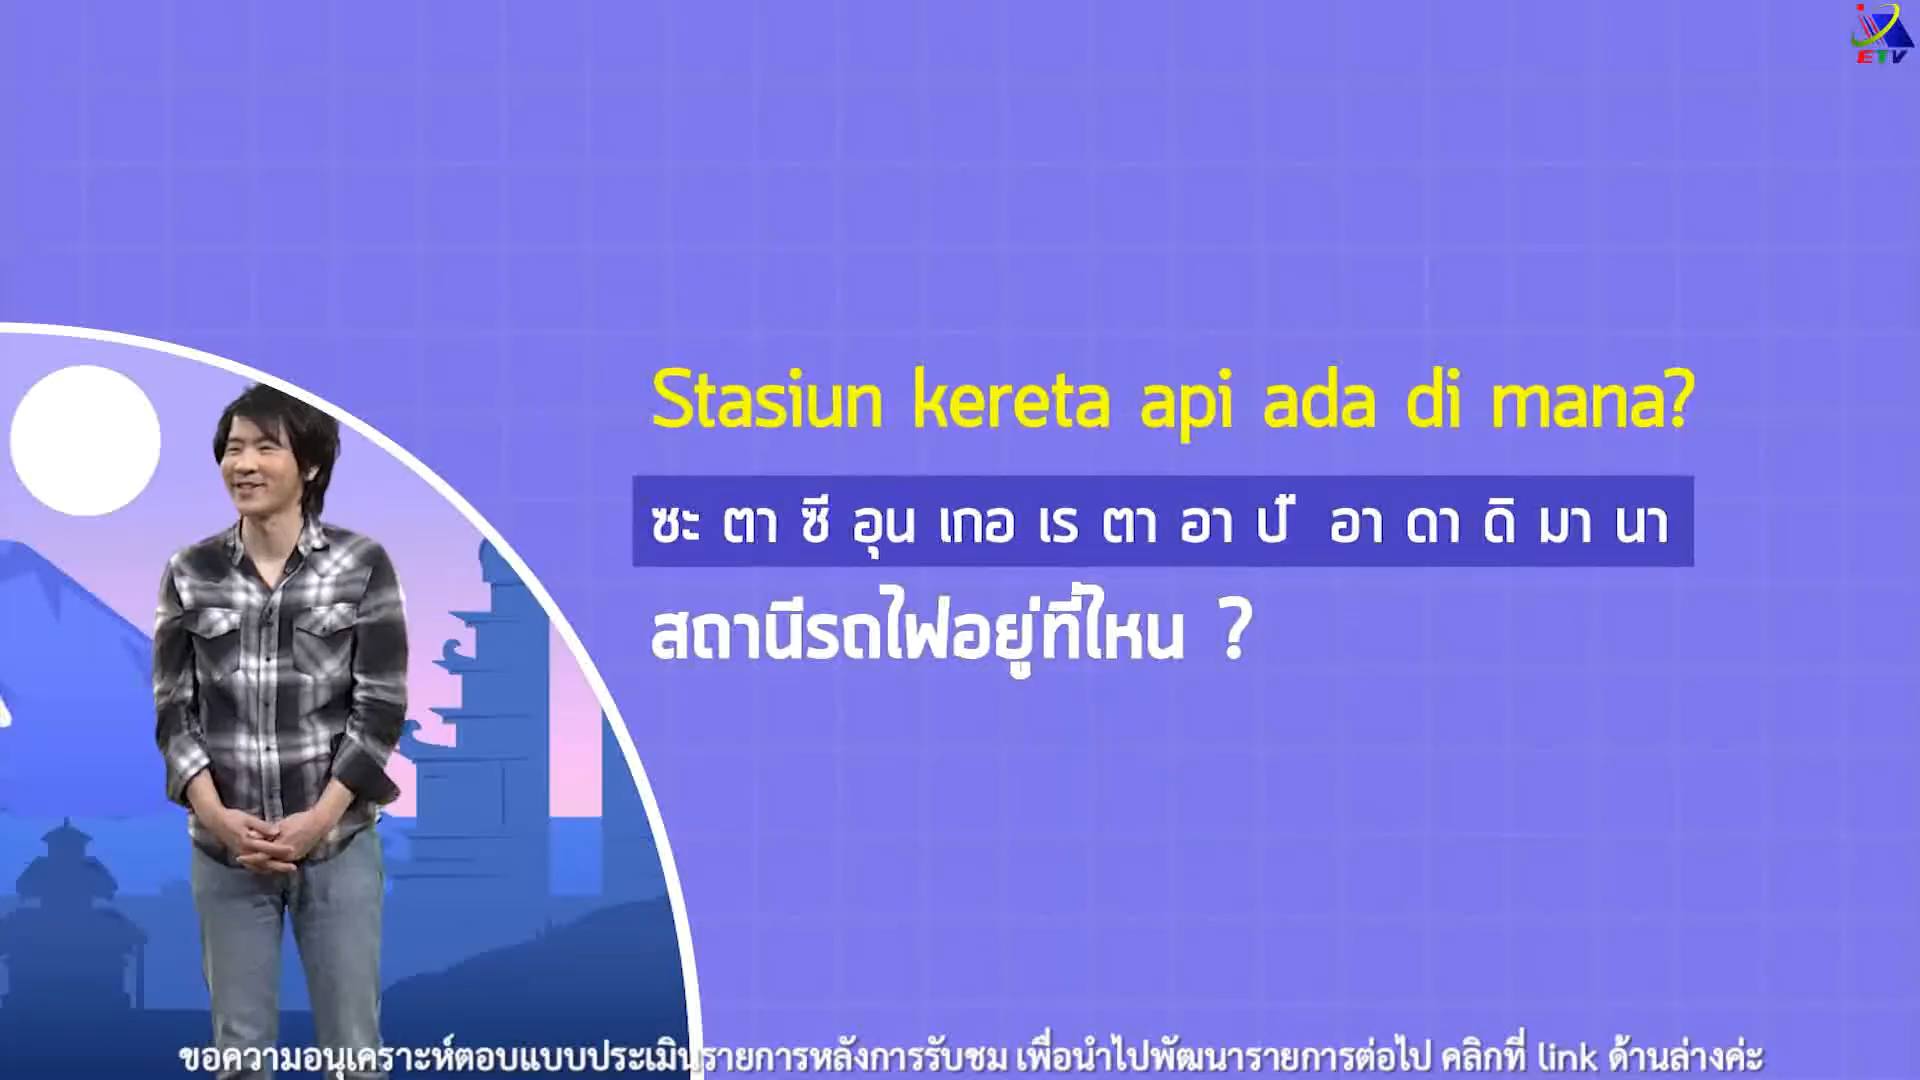 ETV
Stasiun kereta api ada di mana?
ซะ ตา ซี อุน เกอ เร ตา อา ปี อา ดา ดิ มา นา
สถานีรถไฟอยู่ที่ไหน ?
ขอความอนุเคราะห์ตอบแบบประเมินรายการหลังการรับชม เพื่อนำไปพัฒนารายการต่อไป คลิกที่ link ด้านล่างค่ะ